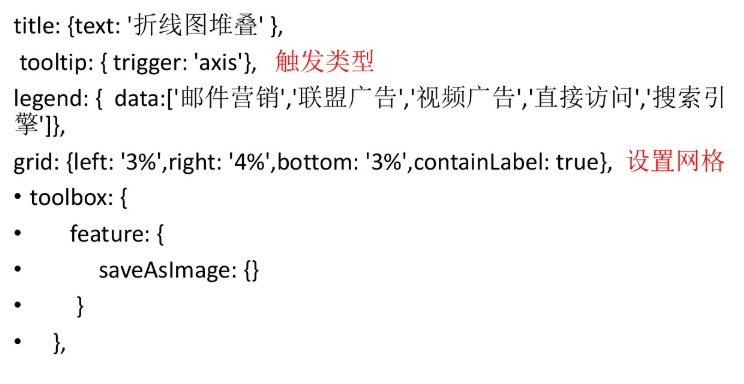 title: {text: '折线图堆叠' },
tooltip: { trigger: 'axis'}, 触发类型
legend: { data:['邮件营销','联盟广告','视频广告','直接访问','搜索引
擎']},
grid: {left: '3%',right: '4%',bottom: '3%',containLabel: true}, 设置网格
• toolbox: {
• feature: {
• saveAsImage: {}
• }
• },